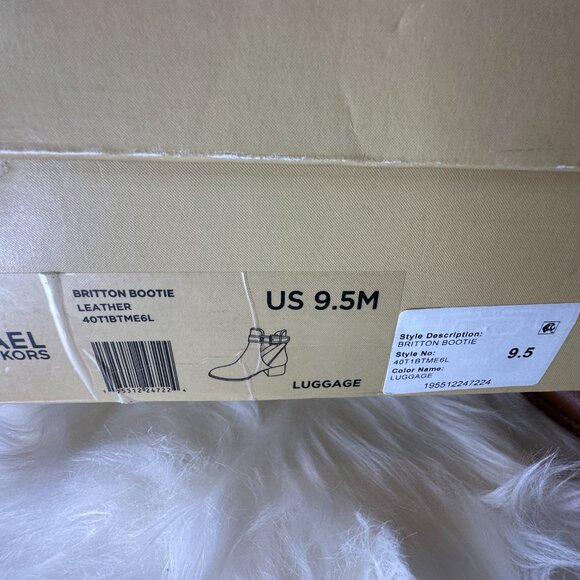 AEL
KORS
BRITTON BOOTIE
LEATHER
40T1BTME6L
US 9.5M
195512247224
LUGGAGE
Style Description:
BRITTON BOOTIE
Style No:
40T1BTME6L
9.5
Color Name:
LUGGAGE
195512247224